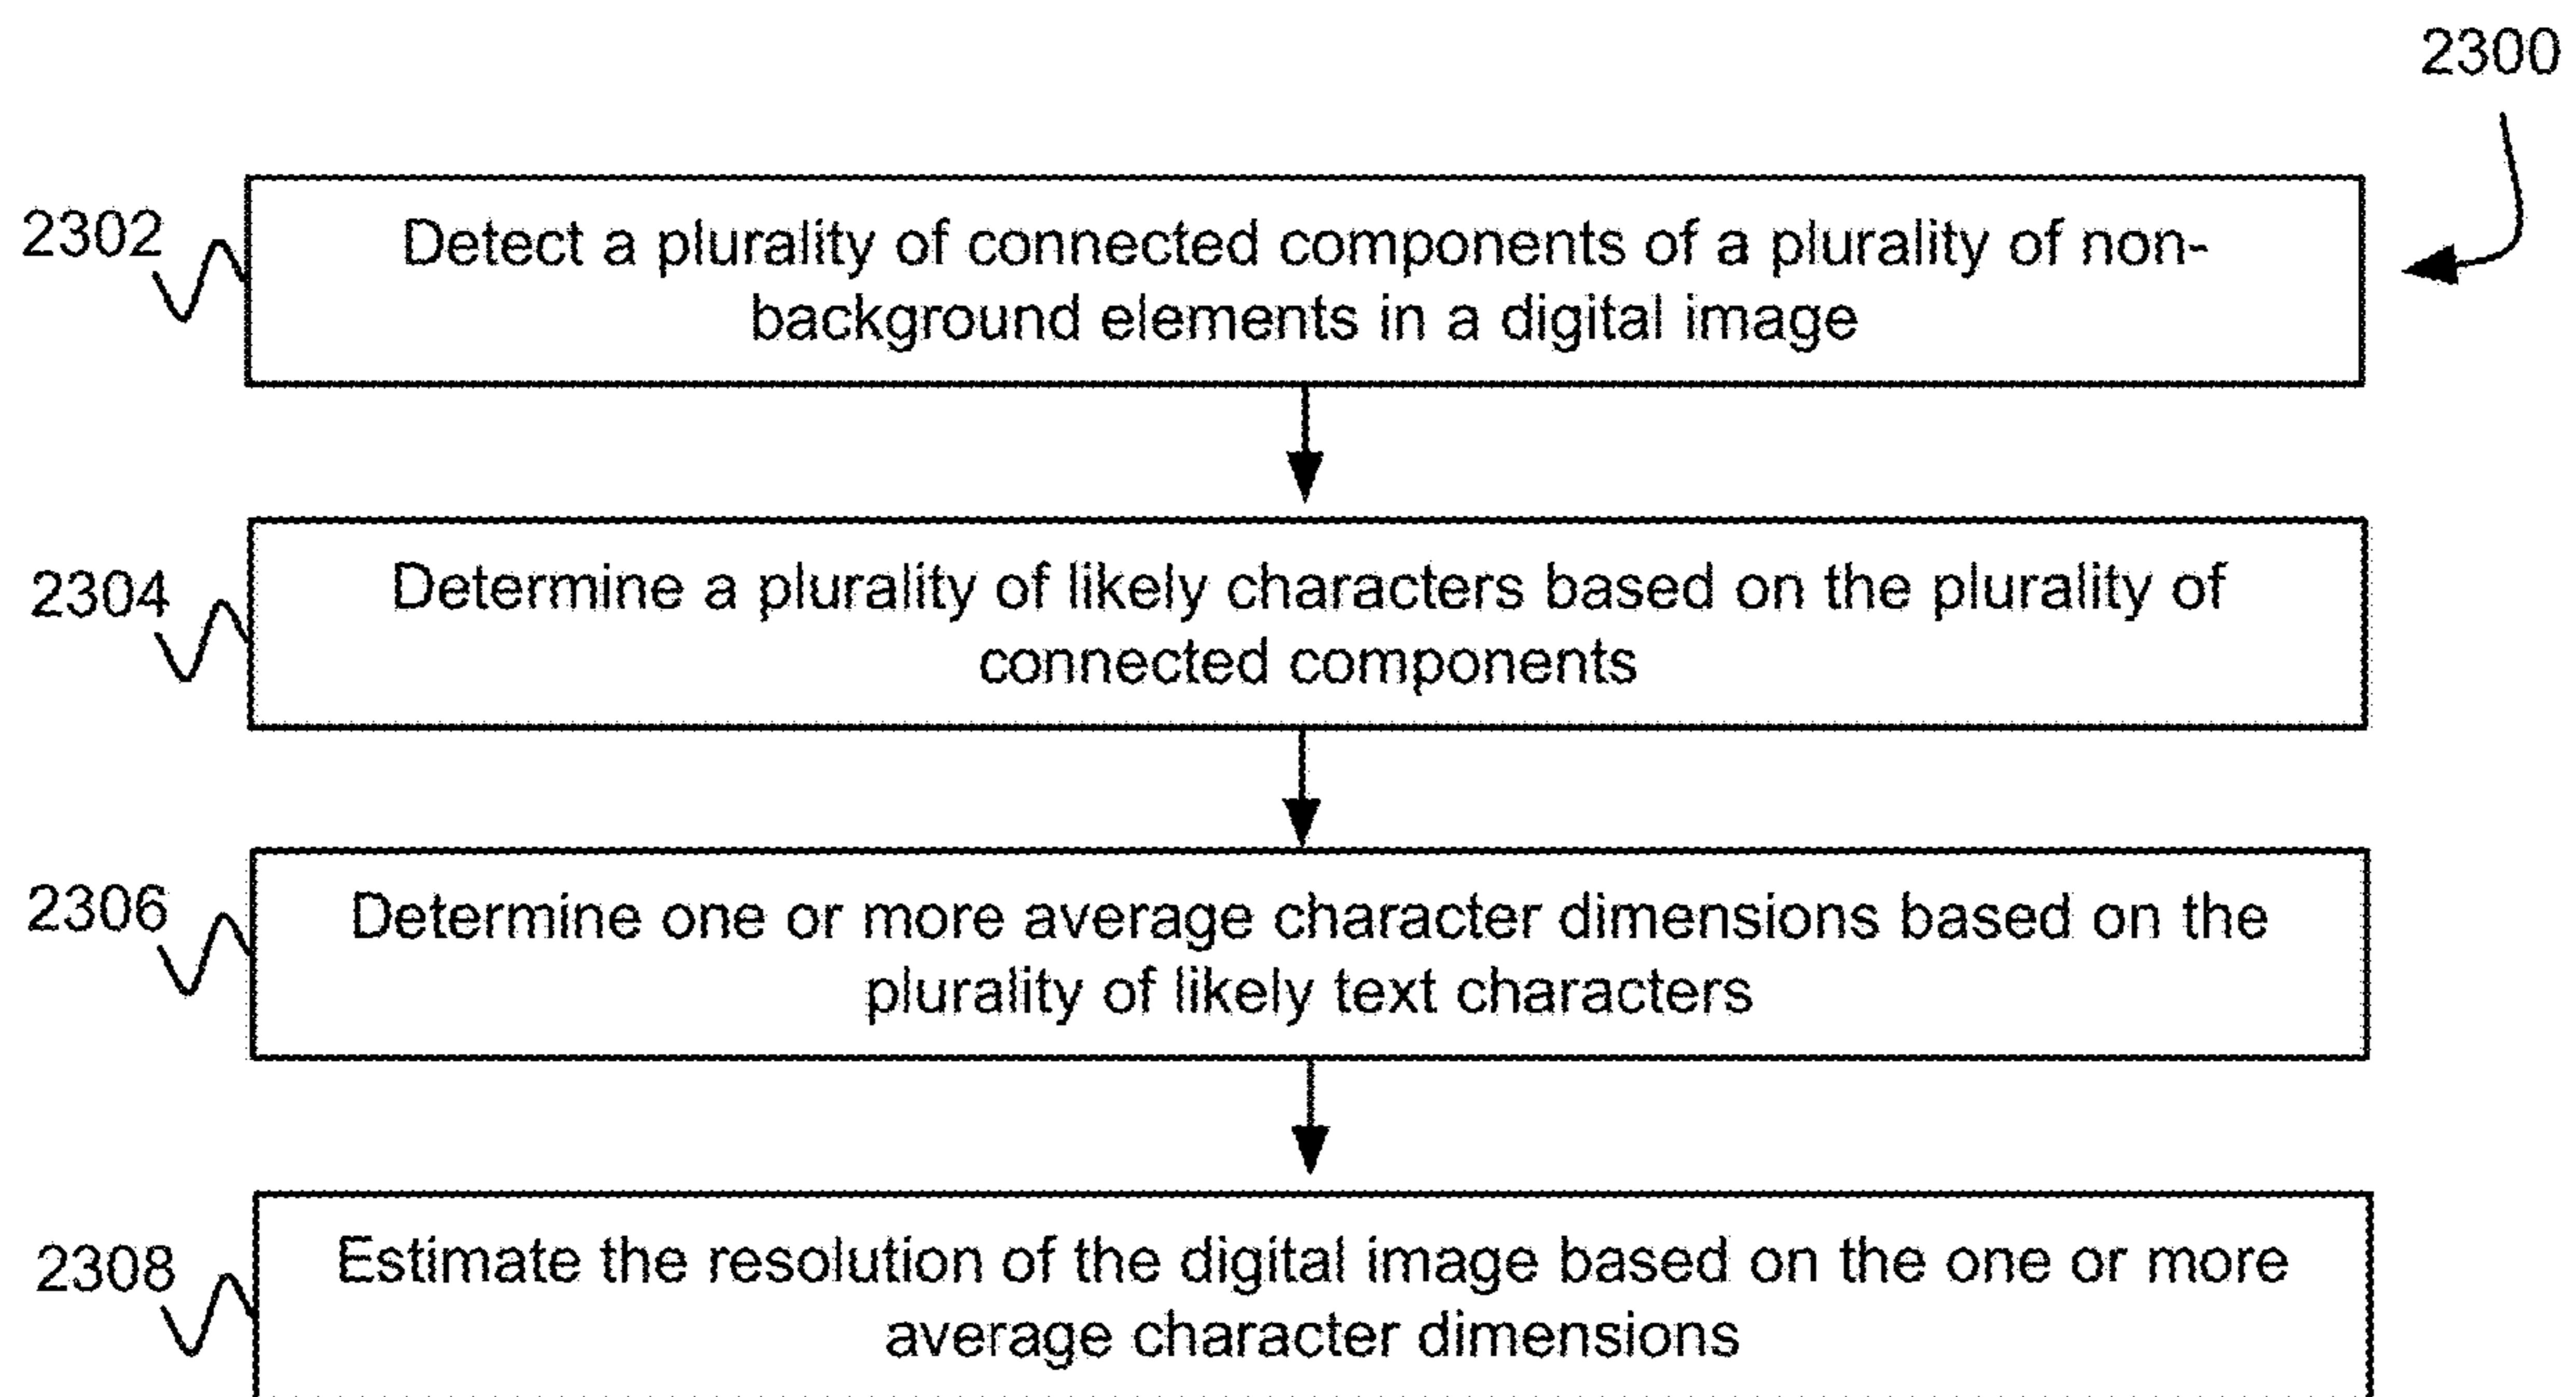 2300
2302
Detect a plurality of connected components of a plurality of non-
background elements in a digital image
2304
Determine a plurality of likely characters based on the plurality of
connected components
2306
Determine one or more average character dimensions based on the
plurality of likely text characters
2308
Estimate the resolution of the digital image based on the one or more
average character dimensions